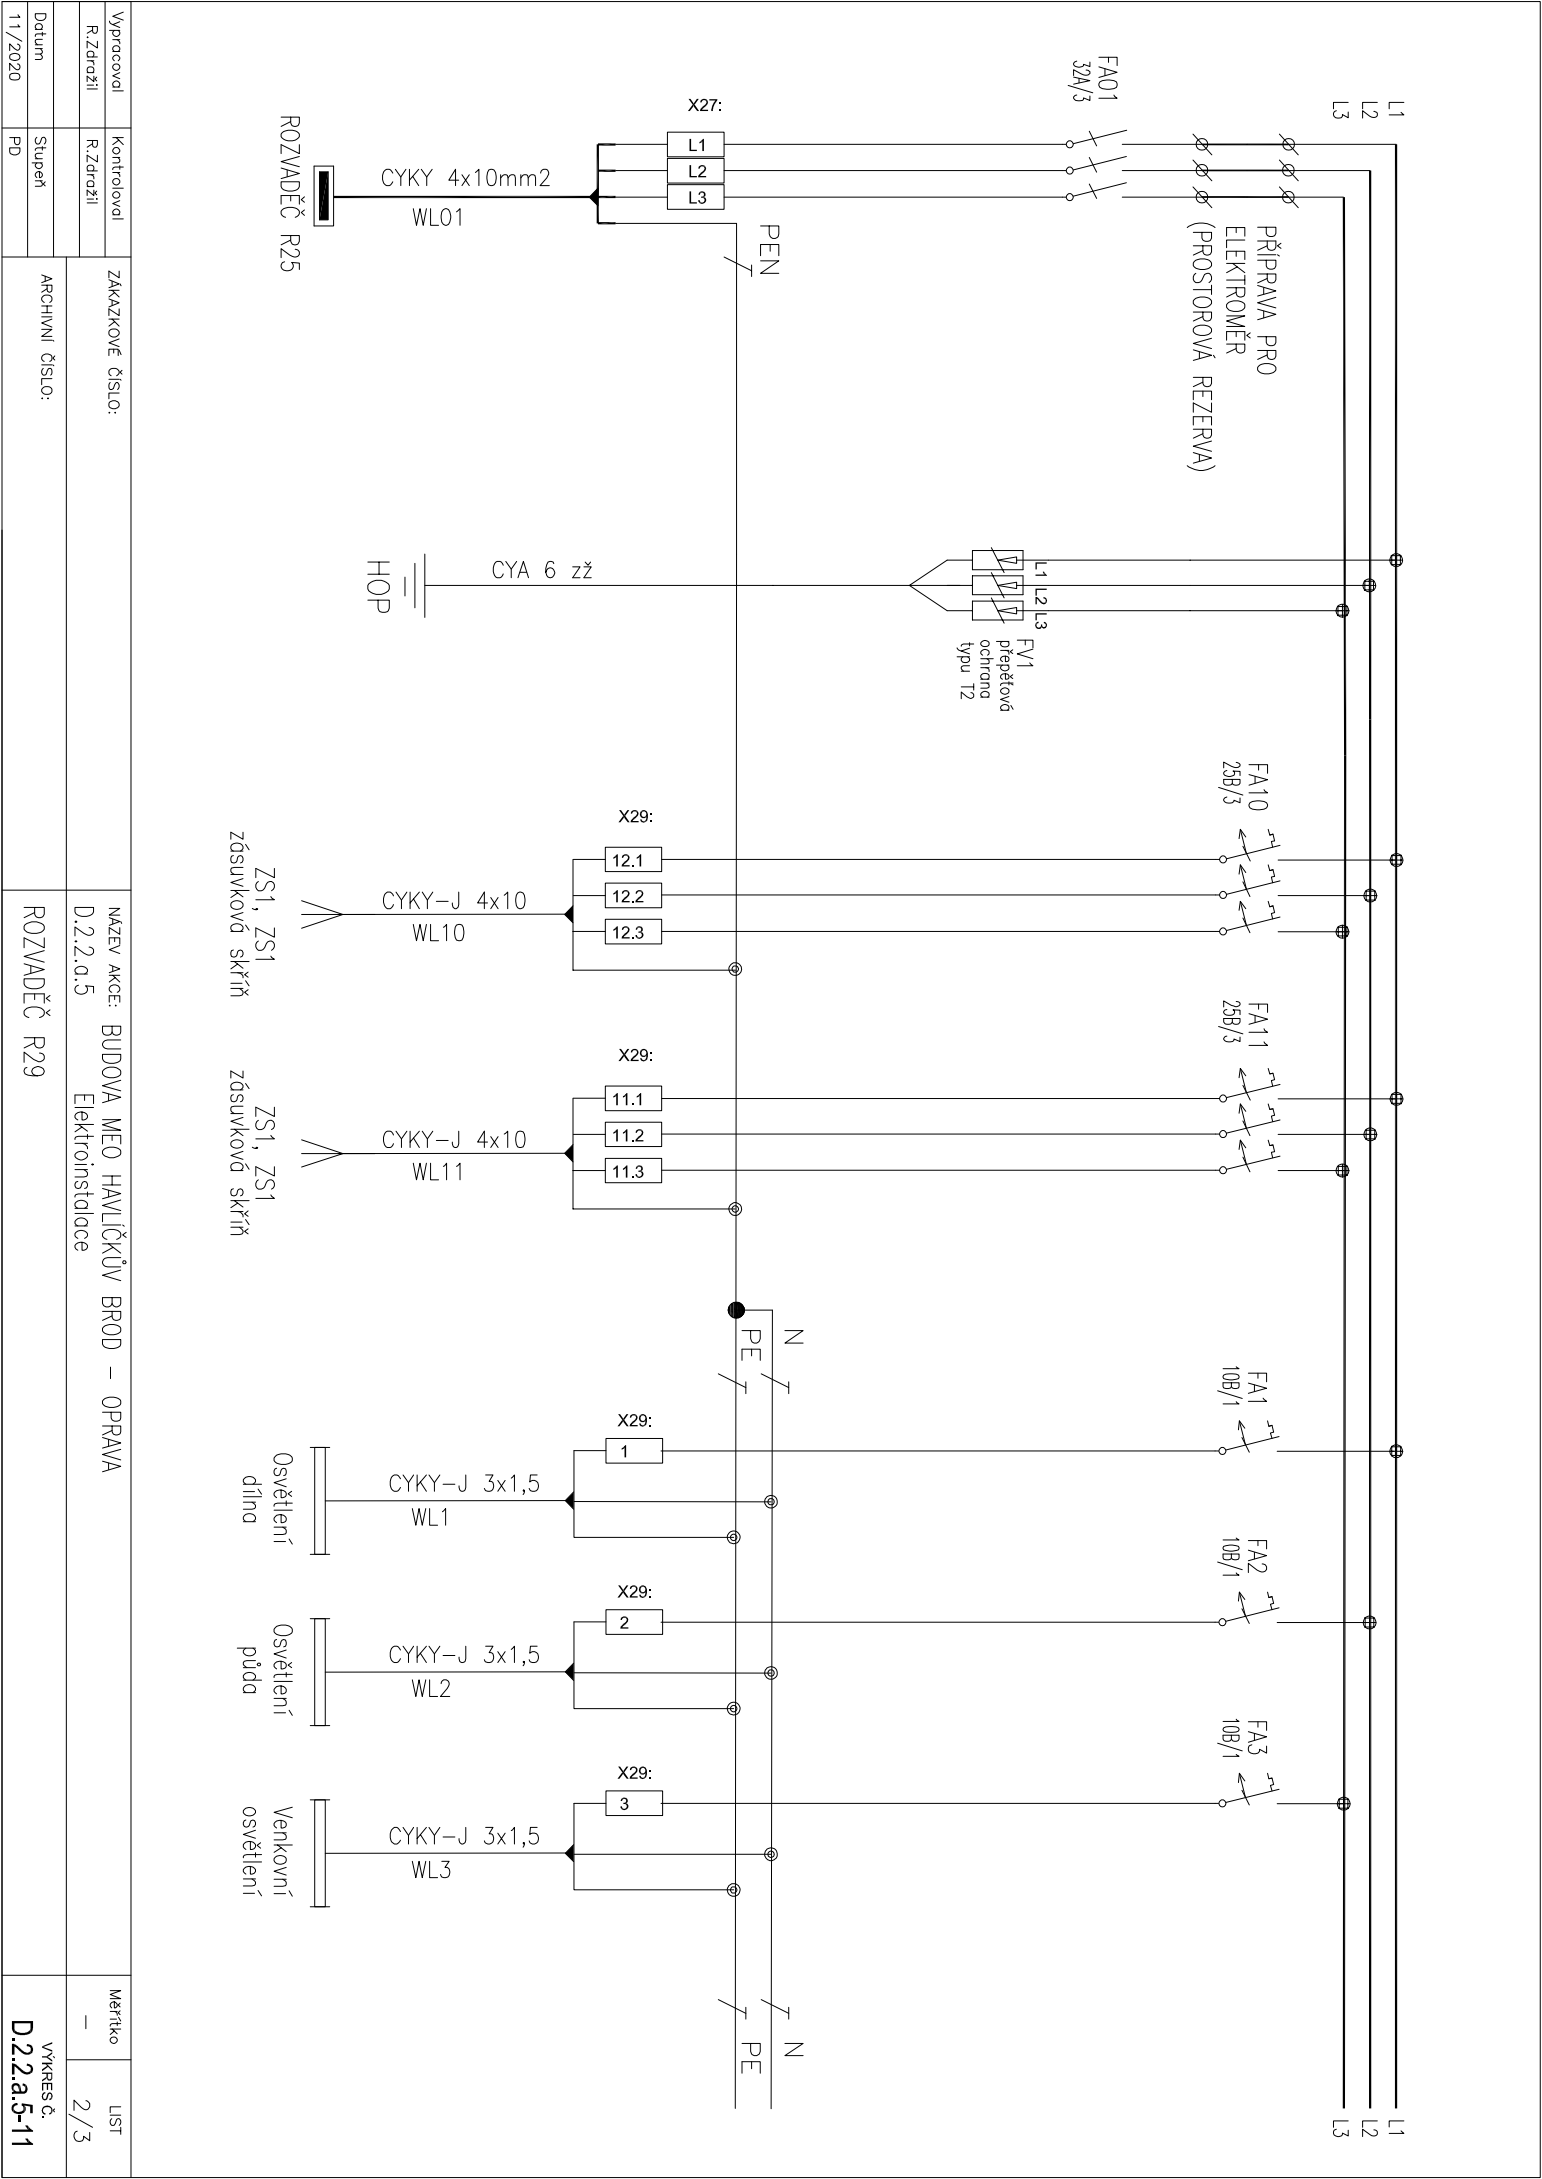 L1
L2
L3
FA01
32A/3
PŘÍPRAVA PRO
ELEKTROMĚR
(PROSTOROVÁ REZERVA)
X27:
L1
L2
L3
PEN
CYKY 4x10mm2
WL01
ROZVADĚČ R25
L1 L2 L3
FV1
přepěťová
ochrana
typu T2
CYA 6 zž
HOP
FA10
25B/3
X29:
12.1
12.2
12.3
CYKY-J 4x10
WL10
ZS1, ZS1
zásuvková skříň
FA11
25B/3
X29:
11.1
11.2
11.3
CYKY-J 4x10
WL11
ZS1, ZS1
zásuvková skříň
N
PE
FA1
10B/1
X29:
1
CYKY-J 3x1,5
WL1
Osvětlení
dílna
FA2
10B/1
X29:
2
CYKY-J 3x1,5
WL2
Osvětlení
půda
FA3
10B/1
X29:
3
CYKY-J 3x1,5
WL3
Venkovní
osvětlení
N
PE
L1
L2
L3
Vypracoval
Kontroloval
R.Zdražil
R.Zdražil
Datum
Stupeň
11/2020
PD
ZÁKAZKOVÉ ČÍSLO:
ARCHIVNÍ ČÍSLO:
NÁZEV AKCE: BUDOVA MEO HAVLÍČKŮV BROD - OPRAVA
D.2.2.a.5 Elektroinstalace
ROZVADĚČ R29
Měřítko
-
LIST
2/3
VÝKRES Č.
D.2.2.a.5-11